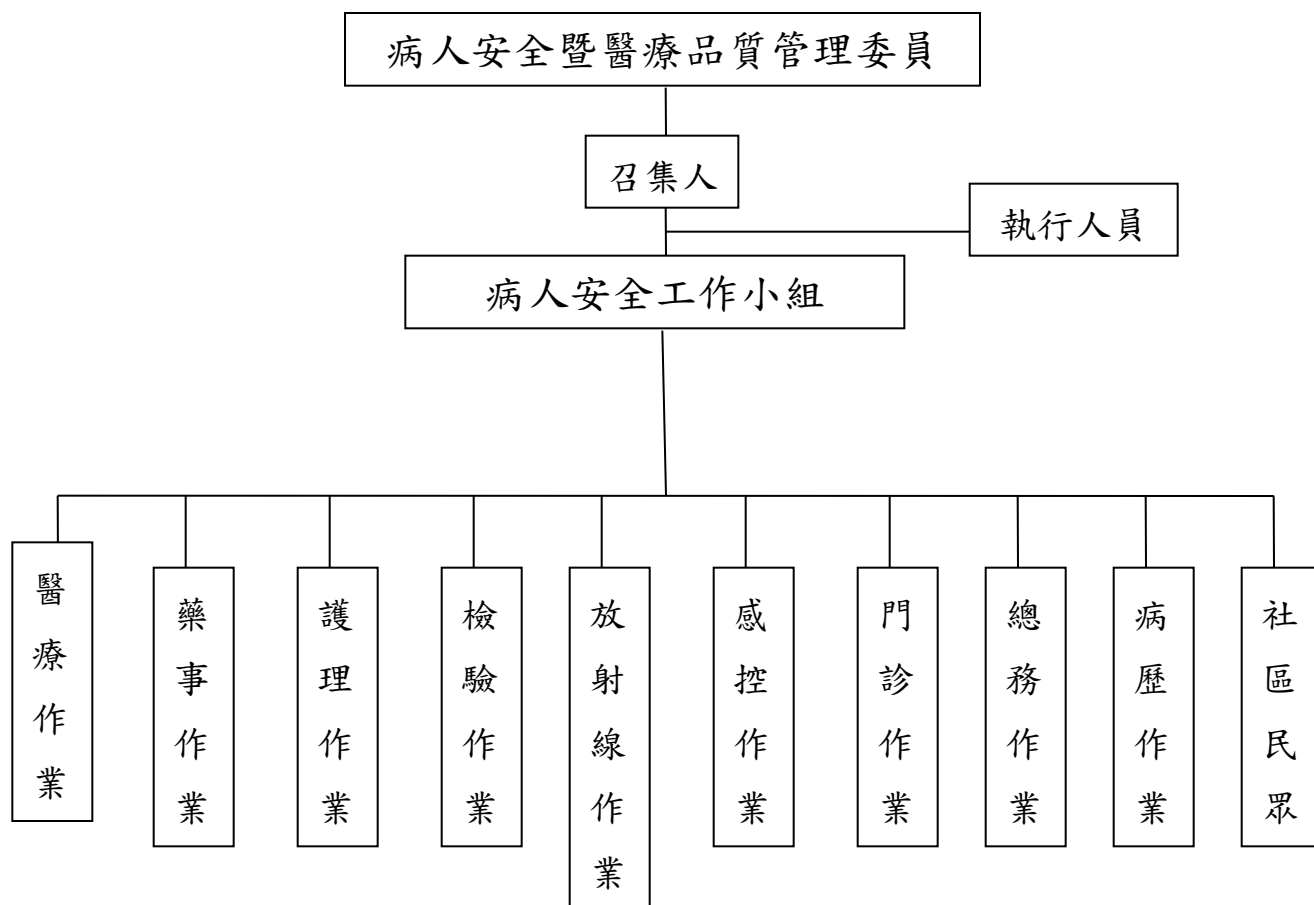 病人安全暨醫療品質管理委員
召集人
執行人員
病人安全工作小組
醫療作業
藥事作業
護理作業
檢驗作業
放射線作業
感控作業
門診作業
總務作業
病歷作業
社區民眾